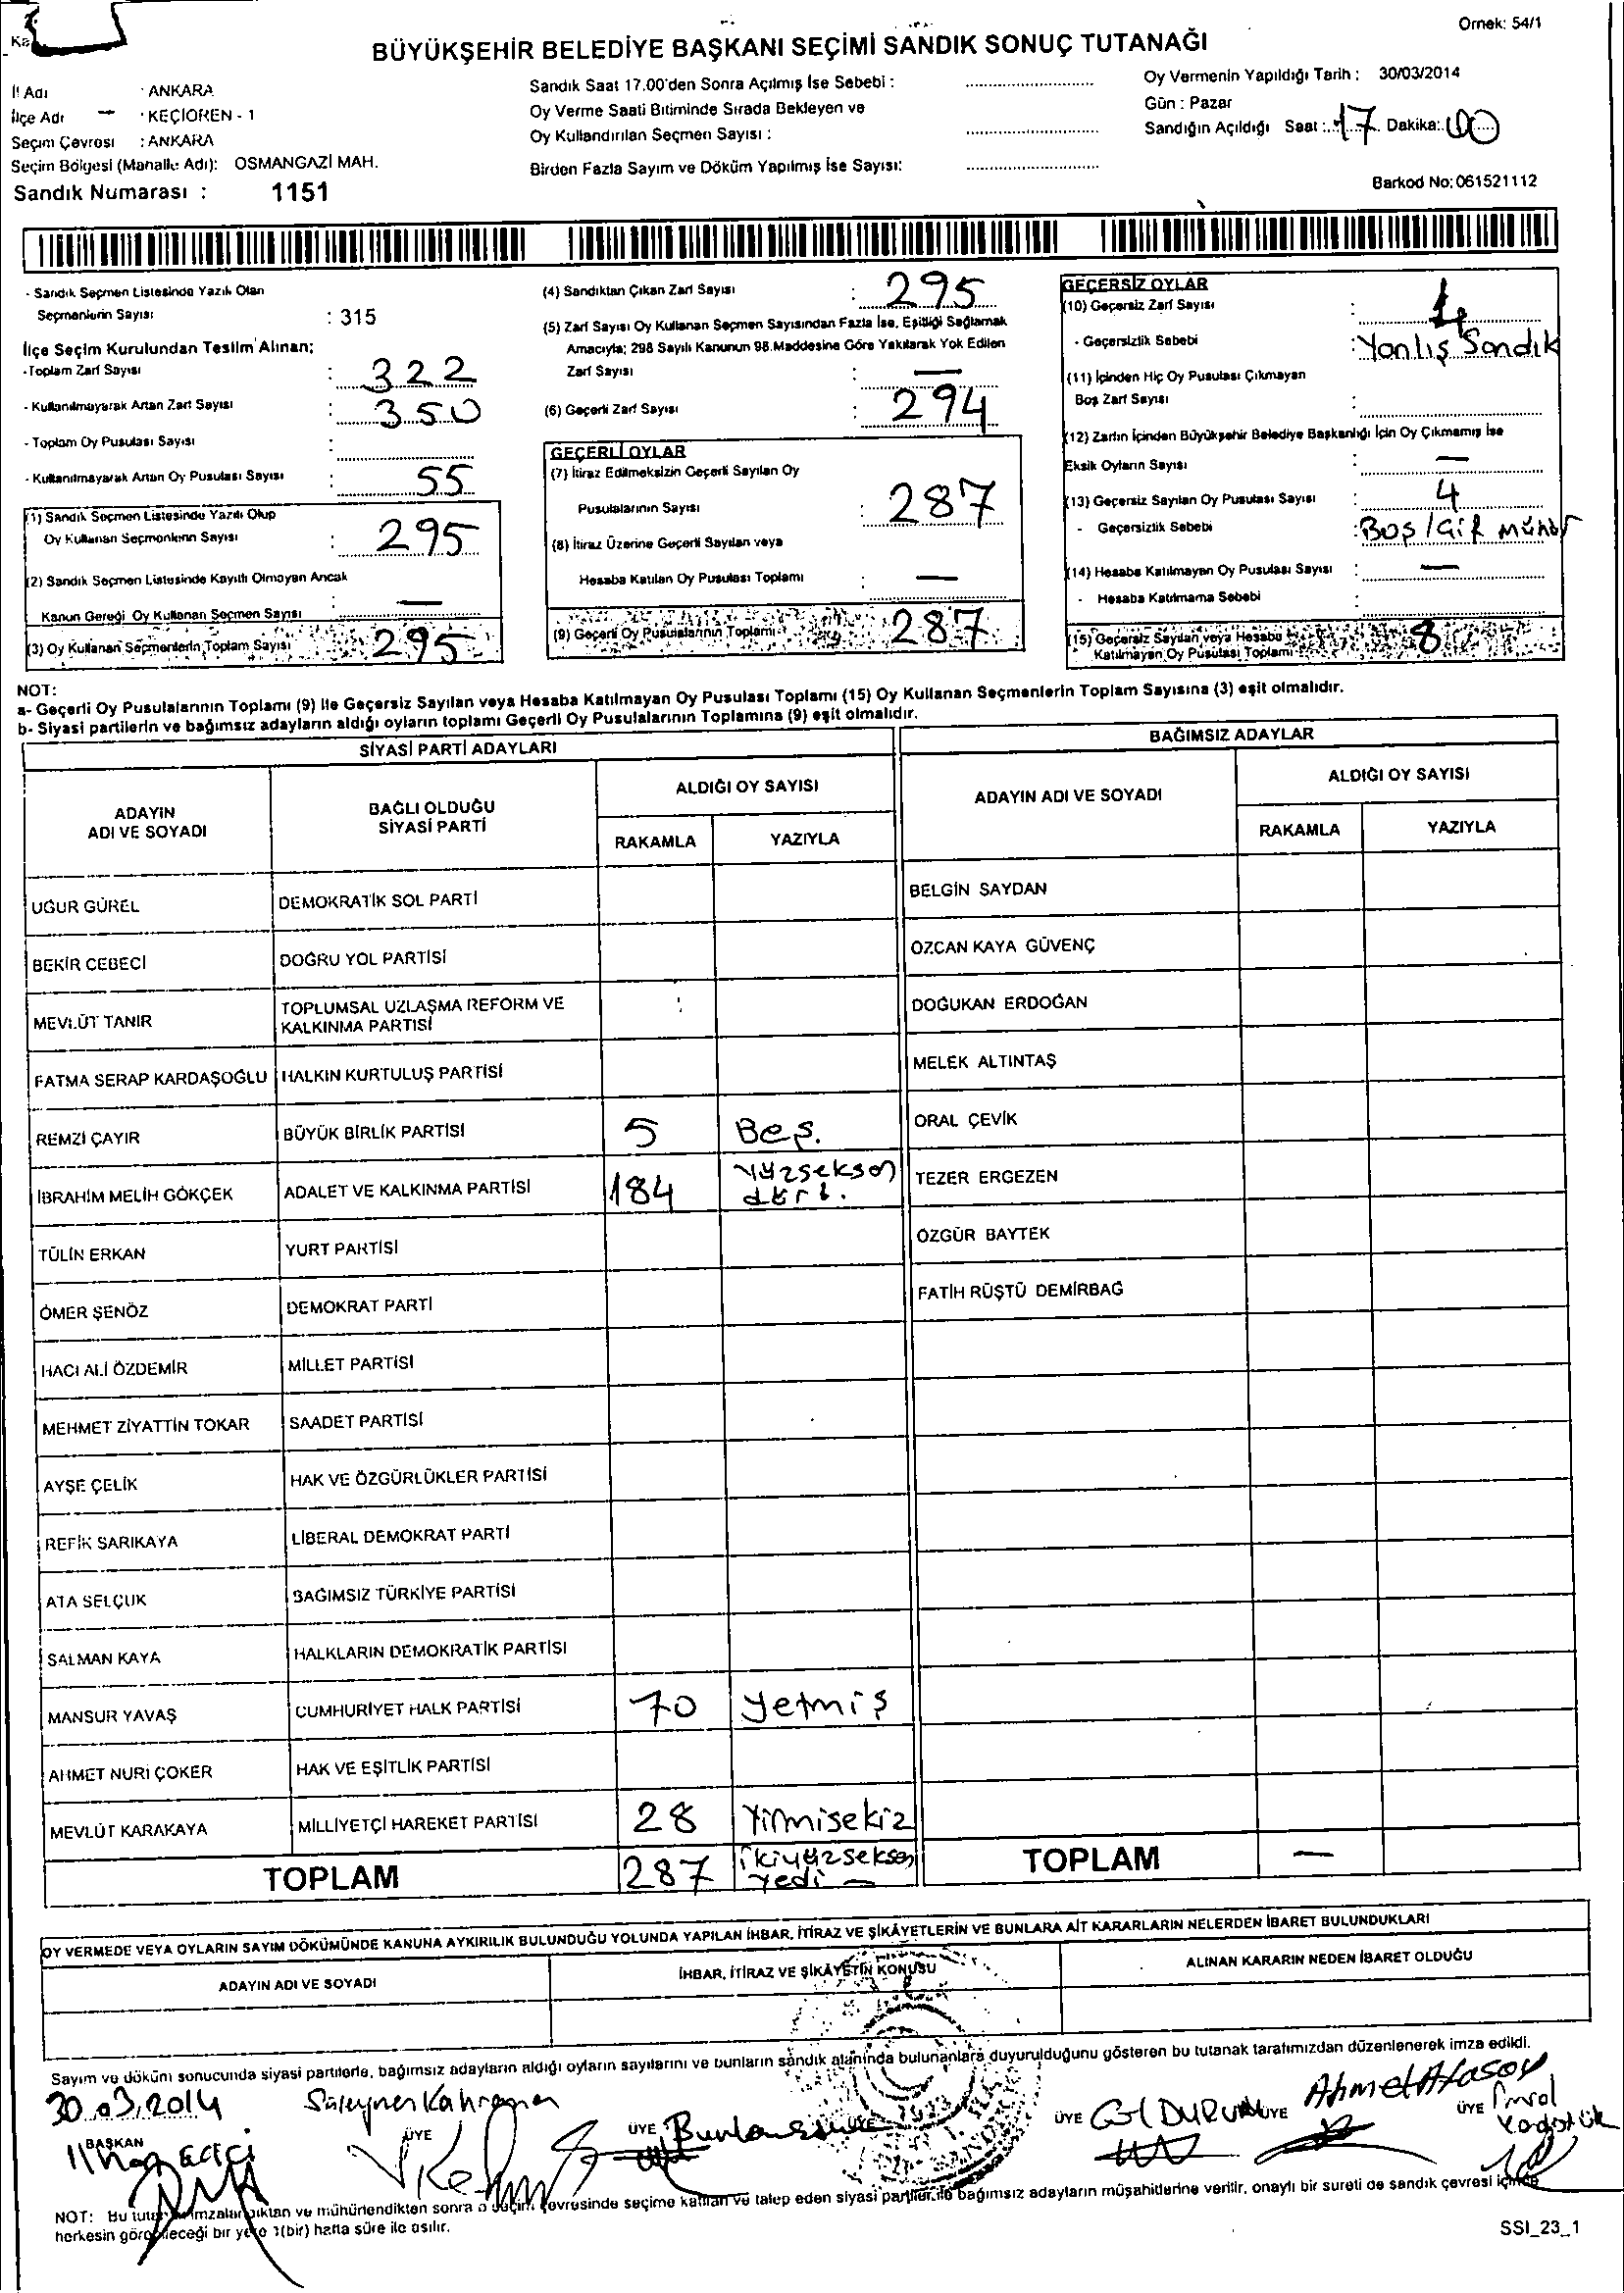 Örnek: 54/1
BÜYÜKŞEHİR BELEDİYE BAŞKANI SEÇİMİ SANDIK SONUÇ TUTANAĞI
İl Adı : ANKARA
İlçe Adı : KEÇİÖREN - 1
Seçim Çevresi : ANKARA
Seçim Bölgesi (Mahalle Adı): OSMANGAZİ MAH.
Sandık Numarası : 1151
Sandık Saat 17.00'den Sonra Açılmış İse Sebebi :
Oy Verme Saati Bitiminde Sırada Bekleyen ve
Oy Kullandırılan Seçmen Sayısı :
Birden Fazla Sayım ve Döküm Yapılmış İse Sayısı:
Oy Vermenin Yapıldığı Tarih : 30/03/2014
Gün : Pazar
Sandığın Açıldığı Saat : 17 Dakika: 00
Barkod No: 061521112
- Sandık Seçmen Listesinde Yazılı Olan
Seçmenlerin Sayısı : 315
İlçe Seçim Kurulundan Teslim Alınan;
- Toplam Zarf Sayısı : 322
- Kullanılmayarak Artan Zarf Sayısı : 350
- Toplam Oy Pusulası Sayısı :
- Kullanılmayarak Artan Oy Pusulası Sayısı : 55
(1) Sandık Seçmen Listesinde Yazılı Olup
Oy Kullanan Seçmenlerin Sayısı : 295
(2) Sandık Seçmen Listesinde Kayıtlı Olmayan Ancak
Kanun Gereği Oy Kullanan Seçmen Sayısı : —
(3) Oy Kullanan Seçmenlerin Toplam Sayısı : 295
(4) Sandıktan Çıkan Zarf Sayısı : 295
(5) Zarf Sayısı Oy Kullanan Seçmen Sayısından Fazla İse, Eşitliği Sağlamak
Amacıyla; 298 Sayılı Kanunun 98.Maddesine Göre Yakılarak Yok Edilen
Zarf Sayısı : —
(6) Geçerli Zarf Sayısı : 294
GEÇERLİ OYLAR
(7) İtiraz Edilmeksizin Geçerli Sayılan Oy
Pusulalarının Sayısı : 287
(8) İtiraz Üzerine Geçerli Sayılan veya
Hesaba Katılan Oy Pusulası Toplamı : —
(9) Geçerli Oy Pusulalarının Toplamı : 287
GEÇERSİZ OYLAR
(10) Geçersiz Zarf Sayısı :
- Geçersizlik Sebebi : Yanlış Sandık
(11) İçinden Hiç Oy Pusulası Çıkmayan
Boş Zarf Sayısı :
(12) Zarfın İçinden Büyükşehir Belediye Başkanlığı İçin Oy Çıkmamış İse
Eksik Oyların Sayısı : —
(13) Geçersiz Sayılan Oy Pusulası Sayısı : 4
- Geçersizlik Sebebi : Boş / Çift Mühür
(14) Hesaba Katılmayan Oy Pusulası Sayısı : —
- Hesaba Katılmama Sebebi :
(15) Geçersiz Sayılan veya Hesaba
Katılmayan Oy Pusulası Toplamı : 8
NOT:
a- Geçerli Oy Pusulalarının Toplamı (9) ile Geçersiz Sayılan veya Hesaba Katılmayan Oy Pusulası Toplamı (15) Oy Kullanan Seçmenlerin Toplam Sayısına (3) eşit olmalıdır.
b- Siyasi partilerin ve bağımsız adayların aldığı oyların toplamı Geçerli Oy Pusulalarının Toplamına (9) eşit olmalıdır.
SİYASİ PARTİ ADAYLARI
ADAYIN ADI VE SOYADI
BAĞLI OLDUĞU SİYASİ PARTİ
ALDIĞI OY SAYISI
RAKAMLA YAZIYLA
UĞUR GÜREL DEMOKRATİK SOL PARTİ
BEKİR CEBECİ DOĞRU YOL PARTİSİ
MEVLÜT TANIR TOPLUMSAL UZLAŞMA REFORM VE KALKINMA PARTİSİ
FATMA SERAP KARDAŞOĞLU HALKIN KURTULUŞ PARTİSİ
REMZİ ÇAYIR BÜYÜK BİRLİK PARTİSİ 5 Beş.
İBRAHİM MELİH GÖKÇEK ADALET VE KALKINMA PARTİSİ 184 Yüzseksen dört.
TÜLİN ERKAN YURT PARTİSİ
ÖMER ŞENÖZ DEMOKRAT PARTİ
HACI ALİ ÖZDEMİR MİLLET PARTİSİ
MEHMET ZİYATTİN TOKAR SAADET PARTİSİ
AYŞE ÇELİK HAK VE ÖZGÜRLÜKLER PARTİSİ
REFİK SARIKAYA LİBERAL DEMOKRAT PARTİ
ATA SELÇUK BAĞIMSIZ TÜRKİYE PARTİSİ
SALMAN KAYA HALKLARIN DEMOKRATİK PARTİSİ
MANSUR YAVAŞ CUMHURİYET HALK PARTİSİ 70 Yetmiş
AHMET NURİ ÇOKER HAK VE EŞİTLİK PARTİSİ
MEVLÜT KARAKAYA MİLLİYETÇİ HAREKET PARTİSİ 28 Yirmisekiz
TOPLAM 287 ikiyüzseksen yedi —
BAĞIMSIZ ADAYLAR
ADAYIN ADI VE SOYADI
ALDIĞI OY SAYISI
RAKAMLA YAZIYLA
BELGİN SAYDAN
ÖZCAN KAYA GÜVENÇ
DOĞUKAN ERDOĞAN
MELEK ALTINTAŞ
ORAL ÇEVİK
TEZER ERGEZEN
ÖZGÜR BAYTEK
FATİH RÜŞTÜ DEMİRBAĞ
TOPLAM —
OY VERMEDE VEYA OYLARIN SAYIM DÖKÜMÜNDE KANUNA AYKIRILIK BULUNDUĞU YOLUNDA YAPILAN İHBAR, İTİRAZ VE ŞİKÂYETLERİN VE BUNLARA AİT KARARLARIN NELERDEN İBARET BULUNDUKLARI
ADAYIN ADI VE SOYADI
İHBAR, İTİRAZ VE ŞİKÂYETİN KONUSU
ALINAN KARARIN NEDEN İBARET OLDUĞU
Sayım ve döküm sonucunda siyasi partilerle, bağımsız adayların aldığı oyların sayılarını ve bunların sandık alanında bulunanlara duyurulduğunu gösteren bu tutanak tarafımızdan düzenlenerek imza edildi.
30.03.2014
Süleyman Kahraman
Ahmet Atasoy
BAŞKAN
ÜYE
ÜYE
ÜYE
ÜYE
ÜYE
NOT: Bu tutanak imzalandıktan ve mühürlendikten sonra o seçim çevresinde seçime katılan ve talep eden siyasi partiler ile bağımsız adayların müşahitlerine verilir, onaylı bir sureti de sandık çevresi içinde
herkesin görebileceği bir yere 1(bir) hafta süre ile asılır.
SSI_23_1